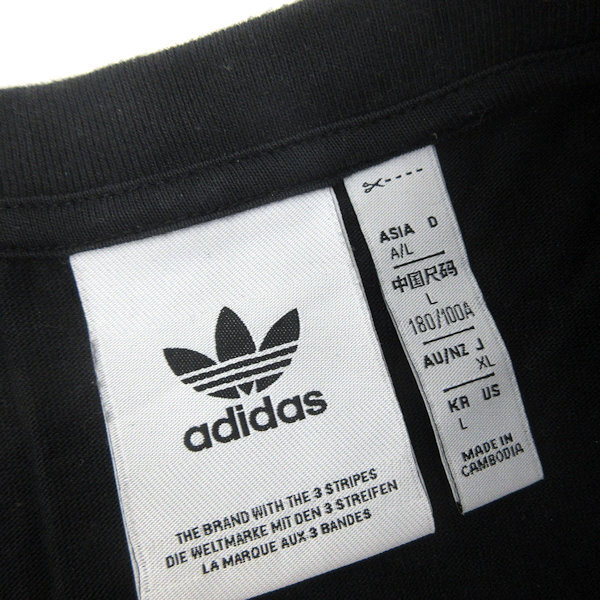 adidas
THE BRAND WITH THE 3 STRIPES
DIE WELTMARKE MIT DEN 3 STREIFEN
LA MARQUE AUX 3 BANDES
ASIA D
A/L
中国尺码
L
180/100A
AU/NZ J
XL
KR US
L
MADE IN
CAMBODIA